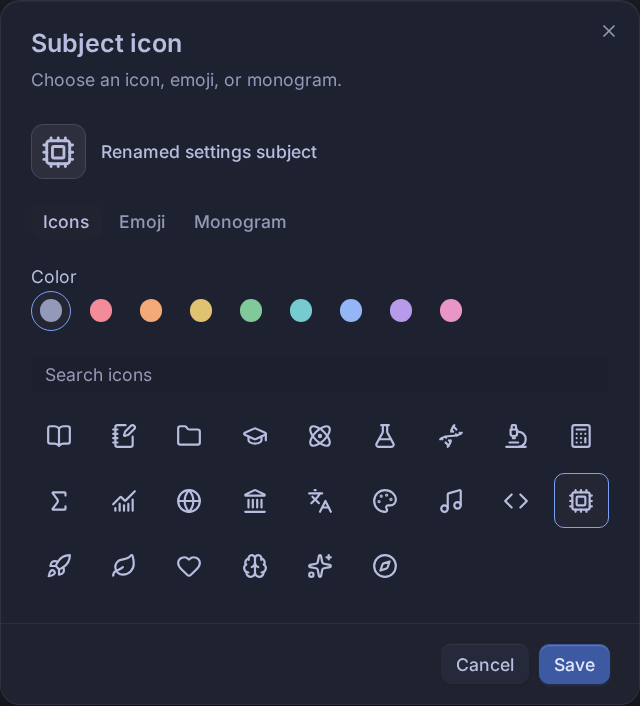 Subject icon
Choose an icon, emoji, or monogram.
Renamed settings subject
Icons Emoji Monogram
Color
Search icons
Cancel Save